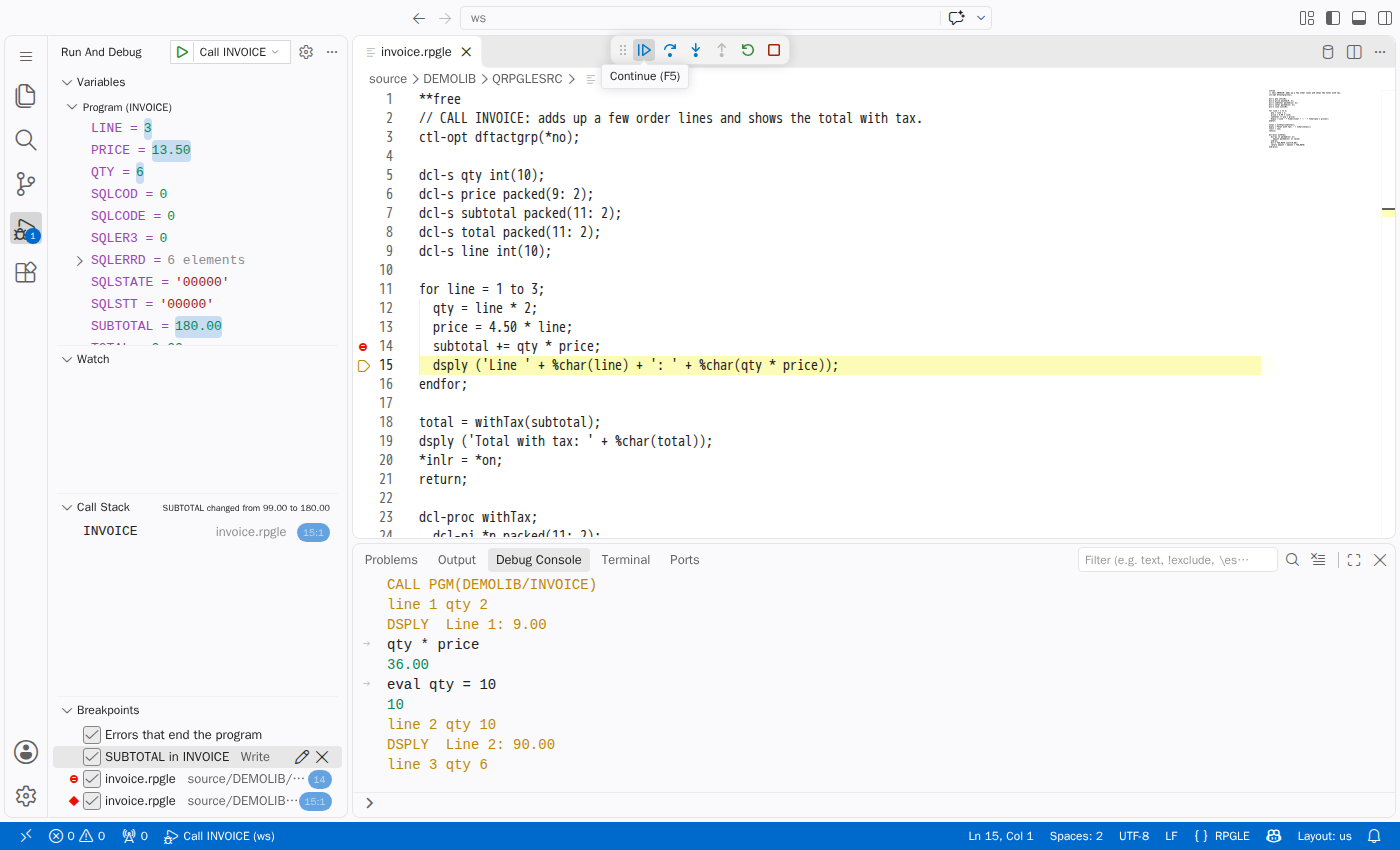 ws
Run And Debug
Call INVOICE
Variables
Program (INVOICE)
LINE = 3
PRICE = 13.50
QTY = 6
SQLCOD = 0
SQLCODE = 0
SQLER3 = 0
SQLERRD = 6 elements
SQLSTATE = '00000'
SQLSTT = '00000'
SUBTOTAL = 180.00
Watch
Call Stack
SUBTOTAL changed from 99.00 to 180.00
INVOICE invoice.rpgle 15:1
Breakpoints
Errors that end the program
SUBTOTAL in INVOICE Write
invoice.rpgle source/DEMOLIB/⋯ 14
invoice.rpgle source/DEMOLIB⋯ 15:1
invoice.rpgle
Continue (F5)
source > DEMOLIB > QRPGLESRC >
1 **free
2 // CALL INVOICE: adds up a few order lines and shows the total with tax.
3 ctl-opt dftactgrp(*no);
4
5 dcl-s qty int(10);
6 dcl-s price packed(9: 2);
7 dcl-s subtotal packed(11: 2);
8 dcl-s total packed(11: 2);
9 dcl-s line int(10);
10
11 for line = 1 to 3;
12 qty = line * 2;
13 price = 4.50 * line;
14 subtotal += qty * price;
15 dsply ('Line ' + %char(line) + ': ' + %char(qty * price));
16 endfor;
17
18 total = withTax(subtotal);
19 dsply ('Total with tax: ' + %char(total));
20 *inlr = *on;
21 return;
22
23 dcl-proc withTax;
24 dcl-pi *n packed(11: 2);
Problems
Output
Debug Console
Terminal
Ports
Filter (e.g. text, !exclude, \es⋯
CALL PGM(DEMOLIB/INVOICE)
line 1 qty 2
DSPLY  Line 1: 9.00
qty * price
36.00
eval qty = 10
10
line 2 qty 10
DSPLY  Line 2: 90.00
line 3 qty 6
1
0 0 0 Call INVOICE (ws)
Ln 15, Col 1 Spaces: 2 UTF-8 LF { } RPGLE Layout: us